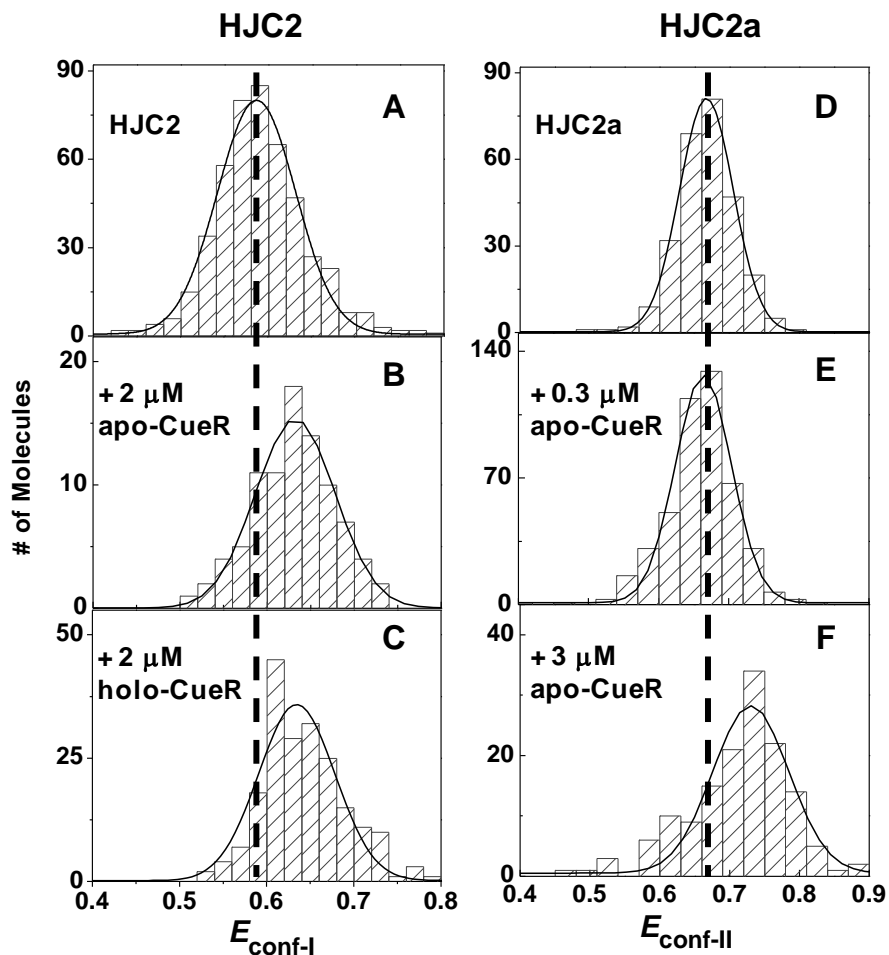 HJC2
HJC2a
# of Molecules
A
HJC2
90
60
30
0
B
+ 2 μM
apo-CueR
20
10
0
C
+ 2 μM
holo-CueR
50
25
0
0.4 0.5 0.6 0.7 0.8
E conf-I
D
HJC2a
90
60
30
0
E
+ 0.3 μM
apo-CueR
140
70
0
F
+ 3 μM
apo-CueR
40
20
0
0.4 0.5 0.6 0.7 0.8 0.9
E conf-II